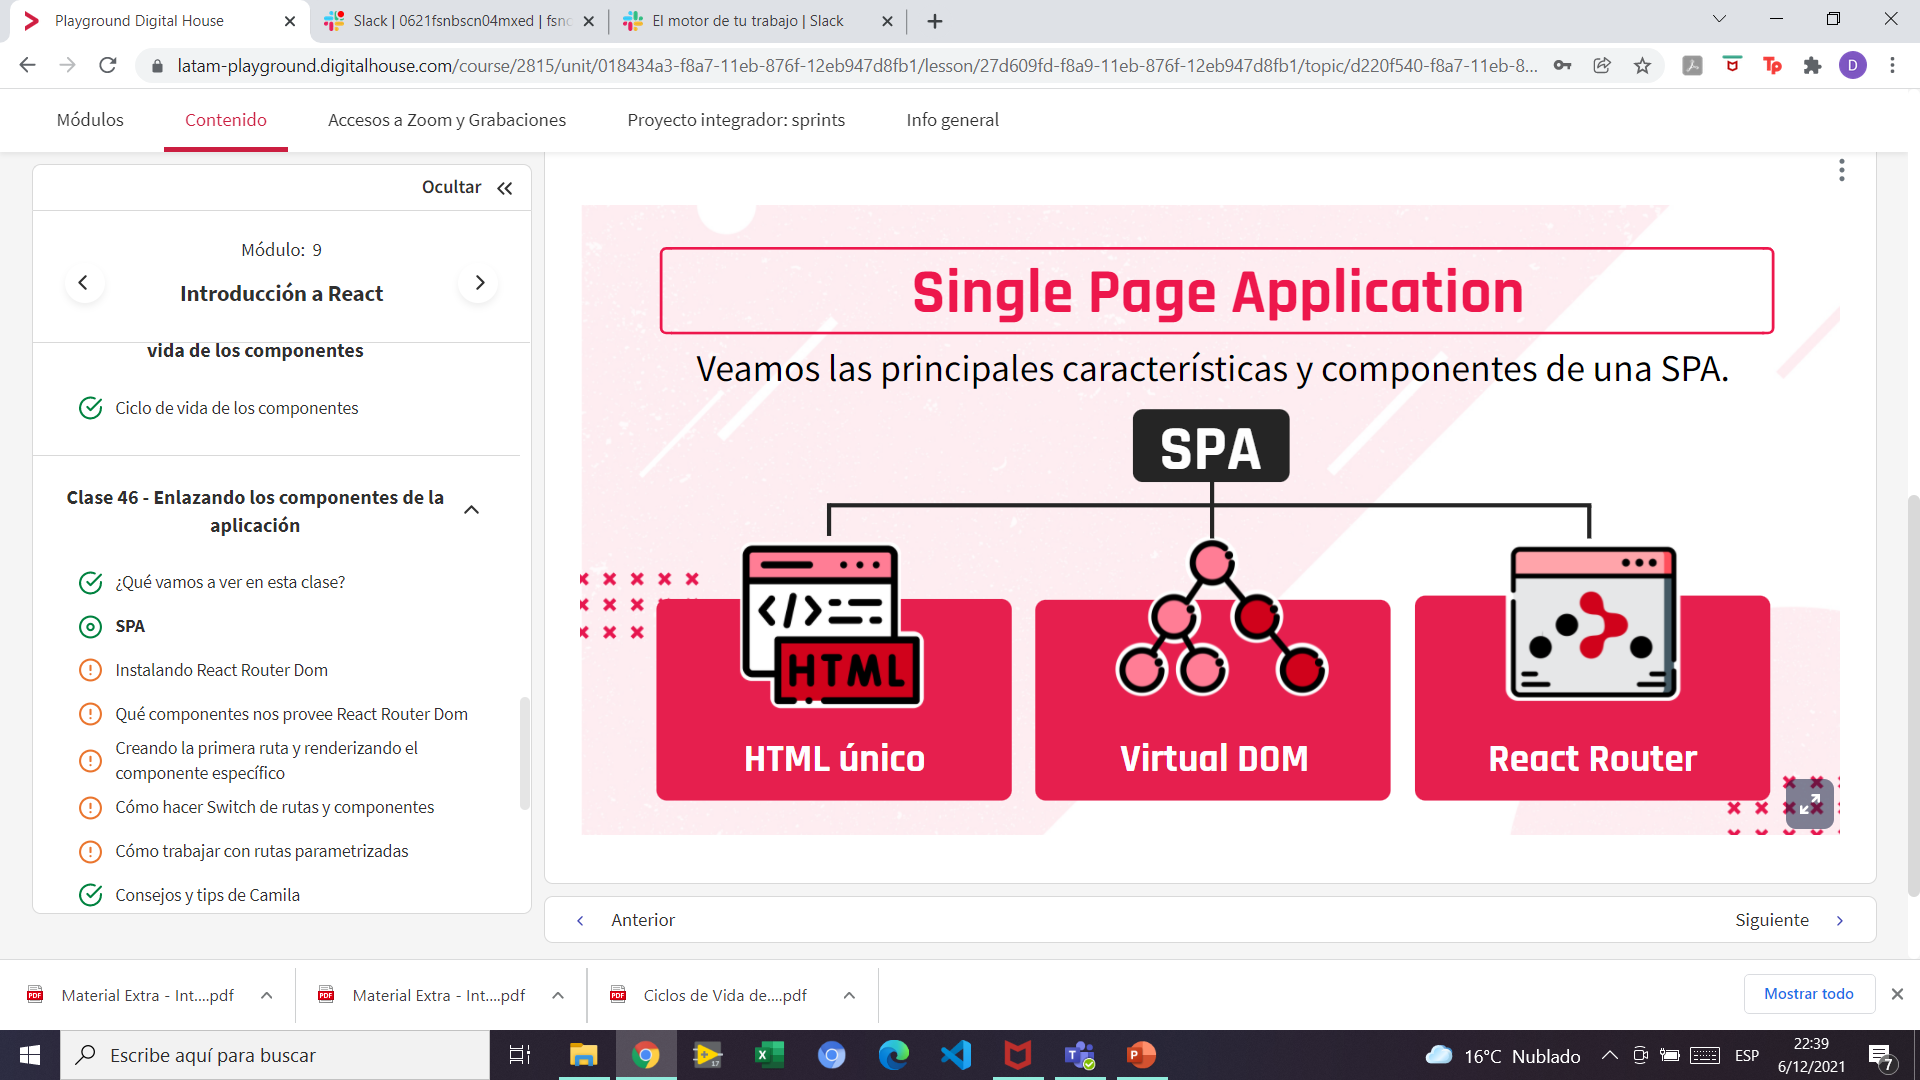 Playground Digital House
Slack | 0621fsnbscn04mxed | fsnc
El motor de tu trabajo | Slack
latam-playground.digitalhouse.com/course/2815/unit/018434a3-f8a7-11eb-876f-12eb947d8fb1/lesson/27d609fd-f8a9-11eb-876f-12eb947d8fb1/topic/d220f540-f8a7-11eb-8...
D
Módulos
Contenido
Accesos a Zoom y Grabaciones
Proyecto integrador: sprints
Info general
Ocultar
Módulo: 9
Introducción a React
vida de los componentes
Ciclo de vida de los componentes
Clase 46 - Enlazando los componentes de la
aplicación
¿Qué vamos a ver en esta clase?
SPA
Instalando React Router Dom
Qué componentes nos provee React Router Dom
Creando la primera ruta y renderizando el
componente específico
Cómo hacer Switch de rutas y componentes
Cómo trabajar con rutas parametrizadas
Consejos y tips de Camila
Single Page Application
Veamos las principales características y componentes de una SPA.
SPA
HTML
HTML único
Virtual DOM
React Router
Anterior
Siguiente
Material Extra - Int....pdf
Material Extra - Int....pdf
Ciclos de Vida de....pdf
Mostrar todo
Escribe aquí para buscar
16°C Nublado
ESP
22:39
6/12/2021
7